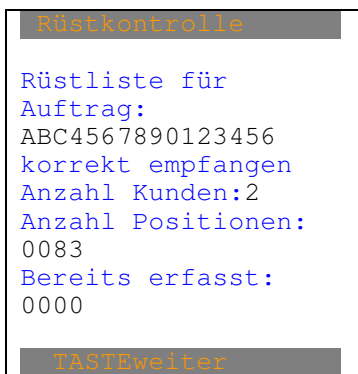 Rüstkontrolle
Rüstliste für
Auftrag:
ABC4567890123456
korrekt empfangen
Anzahl Kunden:2
Anzahl Positionen:
0083
Bereits erfasst:
0000
TASTEweiter